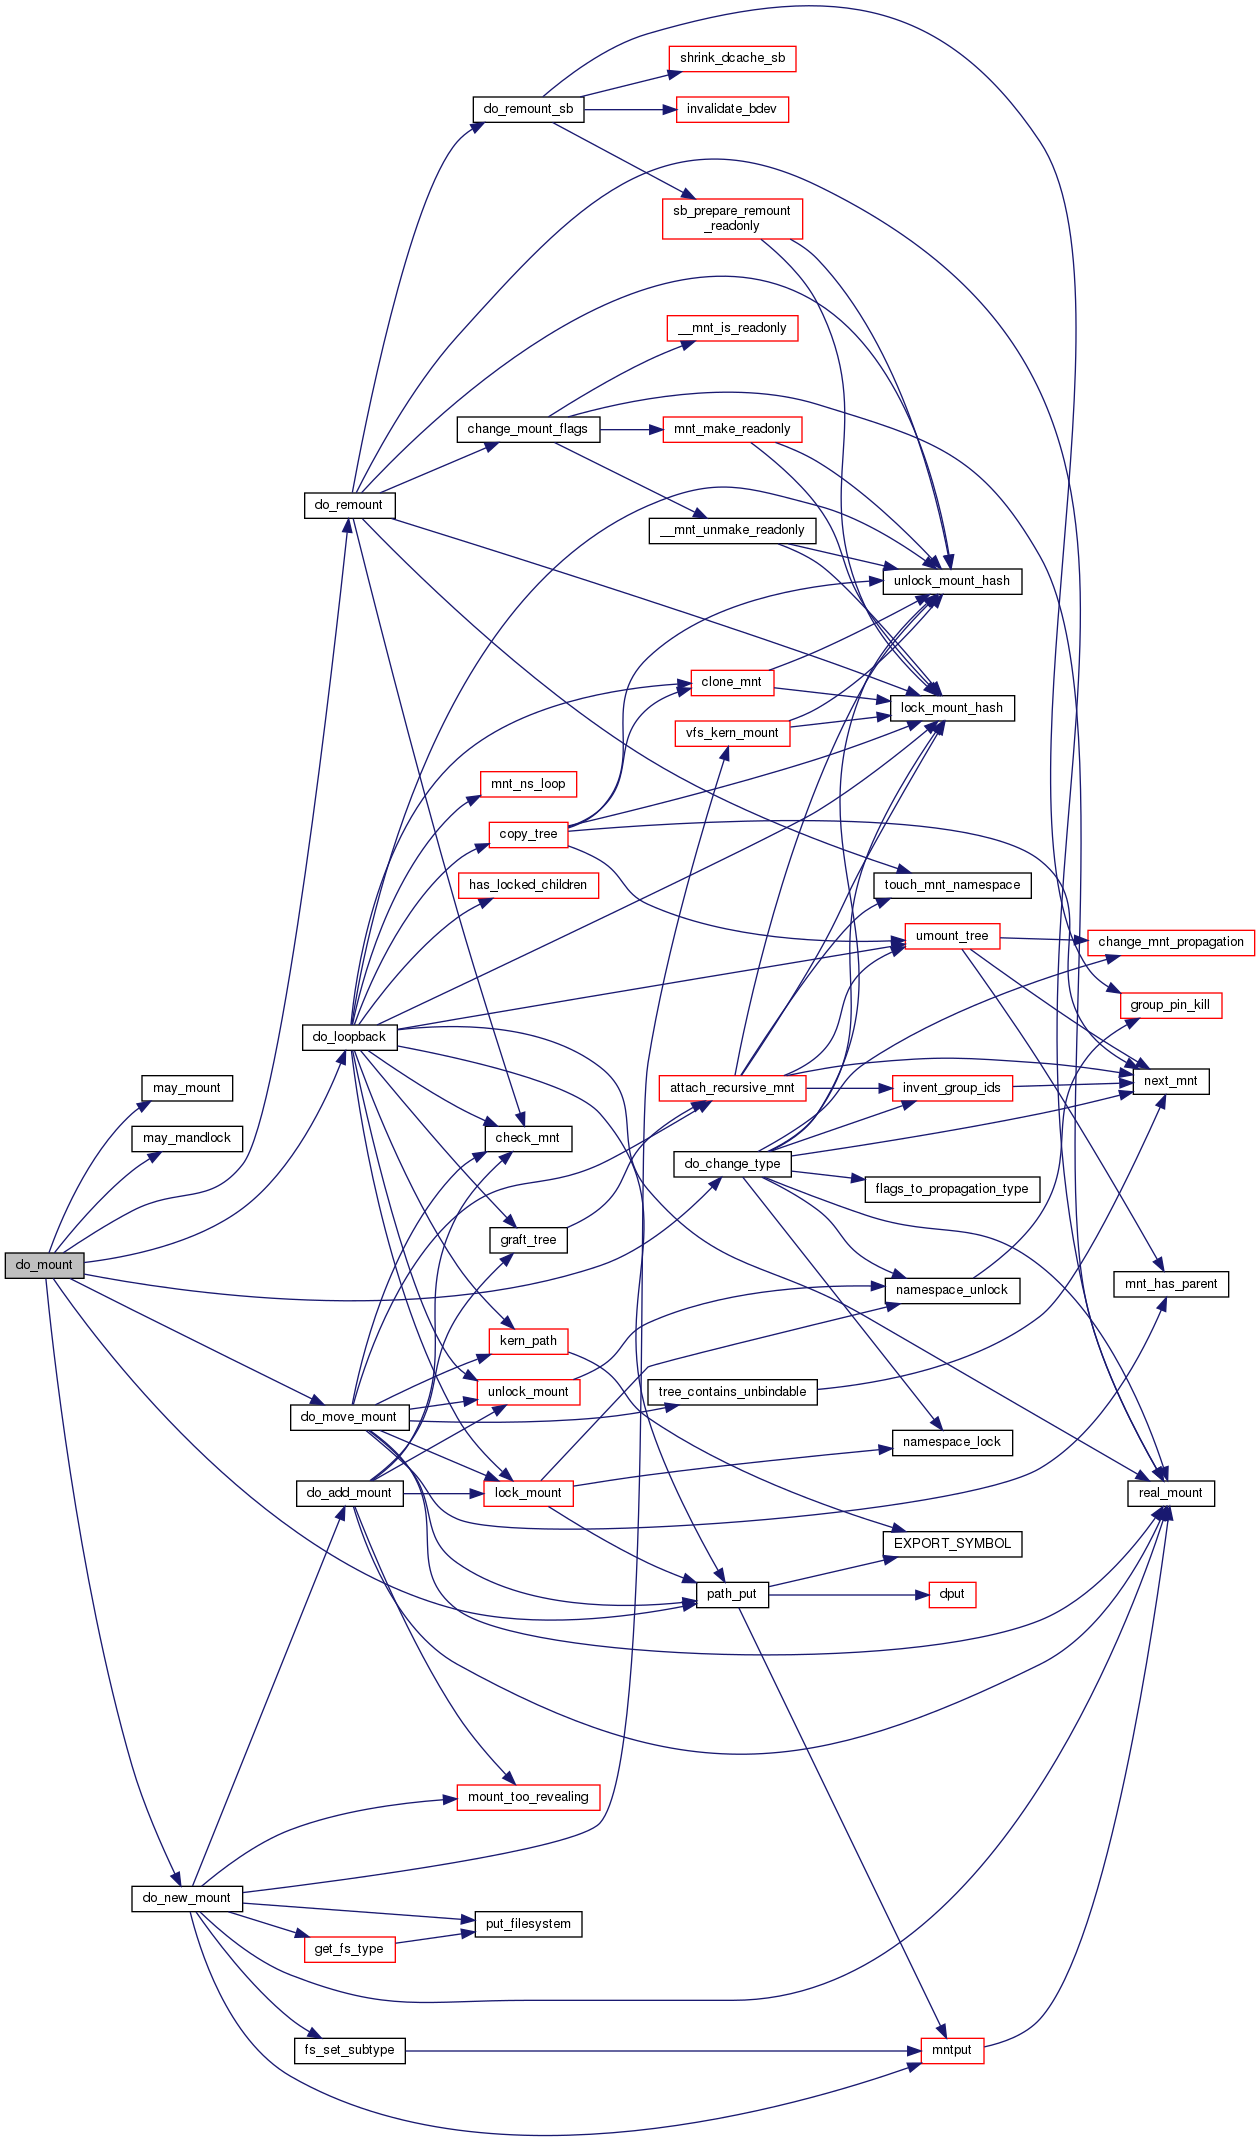 shrink_dcache_sb
do_remount_sb
invalidate_bdev
sb_prepare_remount
_readonly
__mnt_is_readonly
change_mount_flags
mnt_make_readonly
do_remount
__mnt_unmake_readonly
unlock_mount_hash
clone_mnt
lock_mount_hash
vfs_kern_mount
mnt_ns_loop
copy_tree
has_locked_children
touch_mnt_namespace
umount_tree
change_mnt_propagation
group_pin_kill
do_loopback
may_mount
attach_recursive_mnt
invent_group_ids
next_mnt
may_mandlock
check_mnt
do_change_type
flags_to_propagation_type
graft_tree
do_mount
namespace_unlock
mnt_has_parent
kern_path
unlock_mount
tree_contains_unbindable
do_move_mount
namespace_lock
do_add_mount
lock_mount
real_mount
EXPORT_SYMBOL
path_put
dput
mount_too_revealing
do_new_mount
put_filesystem
get_fs_type
fs_set_subtype
mntput